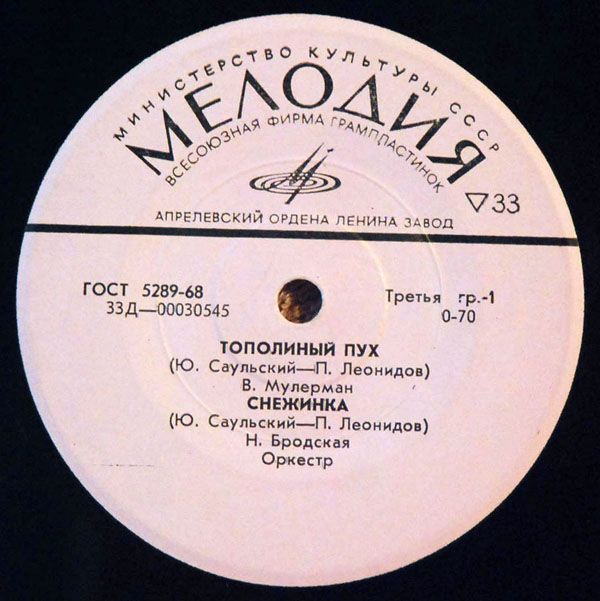 МИНИСТЕРСТВО КУЛЬТУРЫ СССР
МЕЛОДИЯ
ВСЕСОЮЗНАЯ ФИРМА ГРАМПЛАСТИНОК
▽33
АПРЕЛЕВСКИЙ ОРДЕНА ЛЕНИНА ЗАВОД
ГОСТ 5289-68
33Д—00030545
Третья гр.-1
0-70
ТОПОЛИНЫЙ ПУХ
(Ю. Саульский—П. Леонидов)
В. Мулерман
СНЕЖИНКА
(Ю. Саульский—П. Леонидов)
Н. Бродская
Оркестр